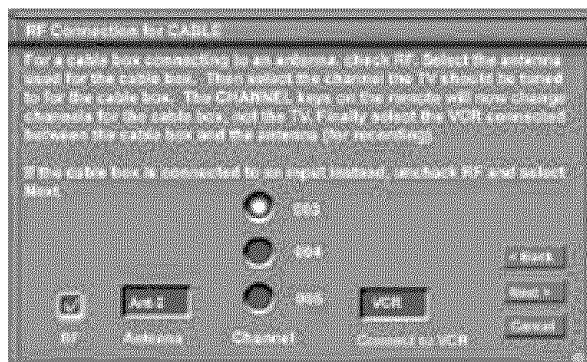 RF Connection for CABLE
For a cable box connecting to an antenna, check RF. Select the antenna
used for the cable box. Then select the channel the TV should be tuned
to for the cable box. The CHANNEL keys on the remote will now change
channels for the cable box, not the TV. Finally select the VCR connected
between the cable box and the antenna (for recording).
If the cable box is connected to an input instead, uncheck RF and select
Next.
003
004
005
RF
Ant 2
Antenna
Channel
VCR
Connect to VCR
< Back
Next >
Cancel